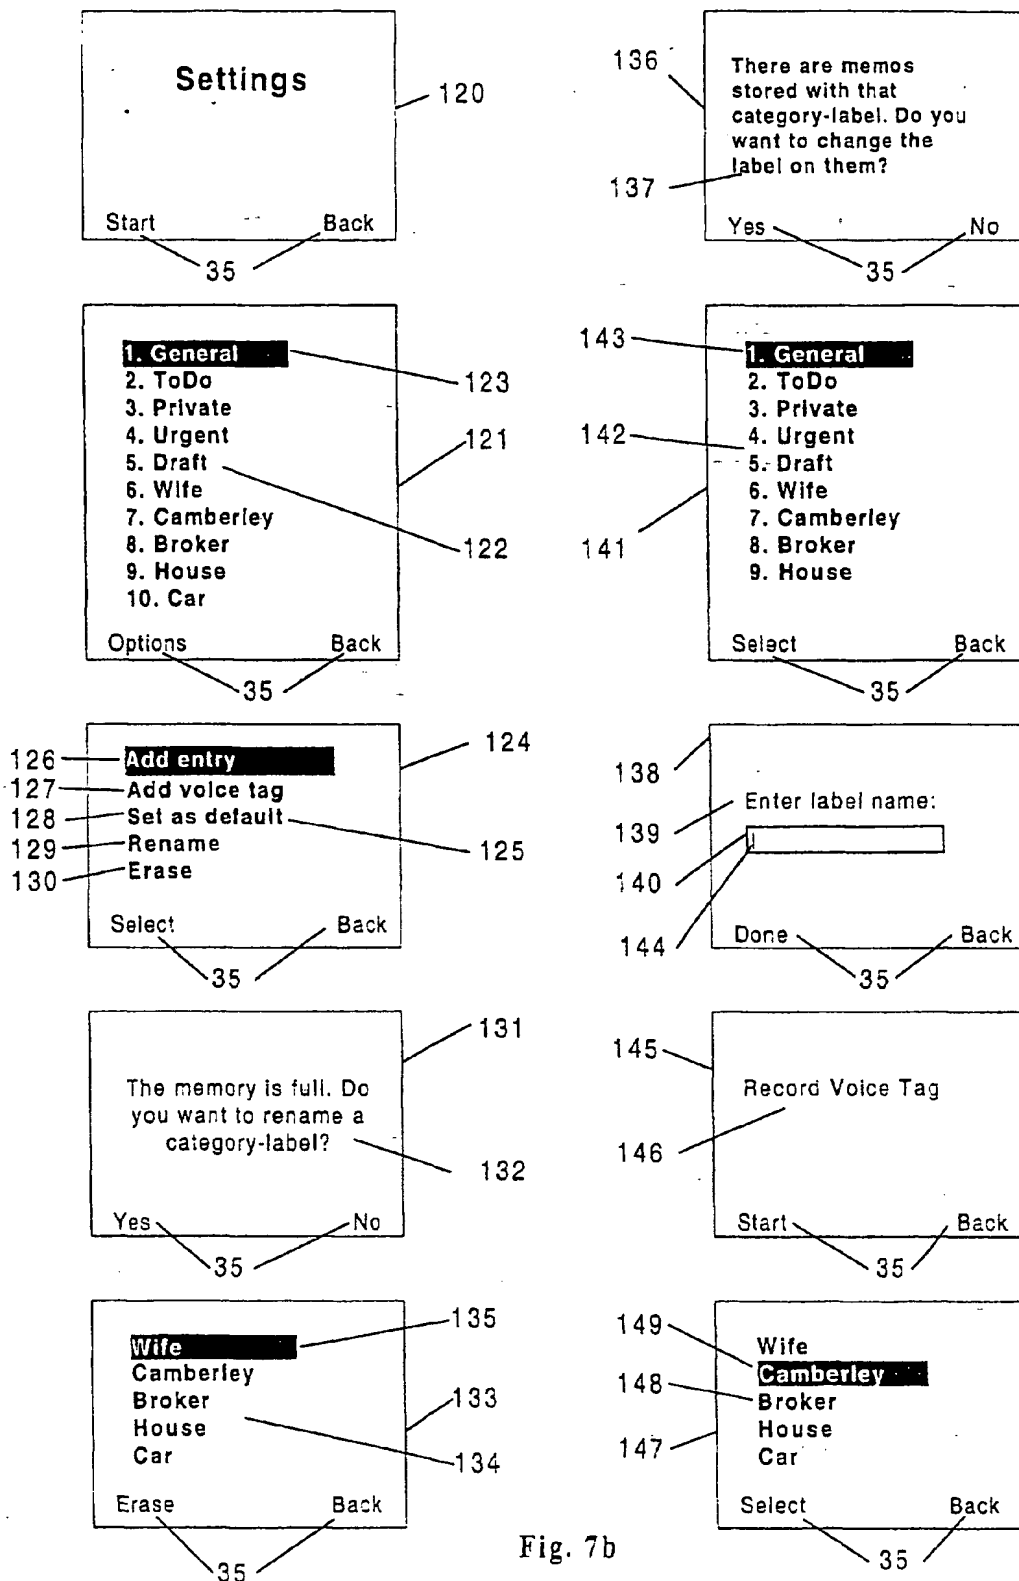 Settings
120
Start Back
35
1. General
2. ToDo
3. Private
4. Urgent
5. Draft
6. Wife
7. Camberley
8. Broker
9. House
10. Car
123
121
122
Options Back
35
126 Add entry
127 Add voice tag
128 Set as default
129 Rename
130 Erase
124
125
Select Back
35
The memory is full. Do
you want to rename a
category-label?
131
132
Yes No
35
Wife
Camberley
Broker
House
Car
135
133
134
Erase Back
35
136
137
There are memos
stored with that
category-label. Do you
want to change the
label on them?
Yes No
35
143
142
141
1. General
2. ToDo
3. Private
4. Urgent
5. Draft
6. Wife
7. Camberley
8. Broker
9. House
Select Back
35
138
139
140
144
Enter label name:
Done Back
35
145
146
Record Voice Tag
Start Back
35
149
148
147
Wife
Camberley
Broker
House
Car
Select Back
35
Fig. 7b